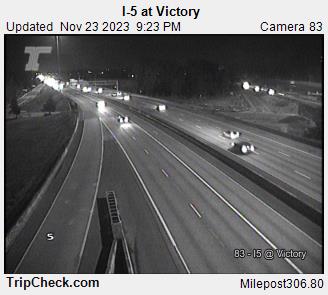 I-5 at Victory
Updated Nov 23 2023 9:23 PM Camera 83
T
S
83 - I5 @ Victory
TripCheck.com Milepost306.80